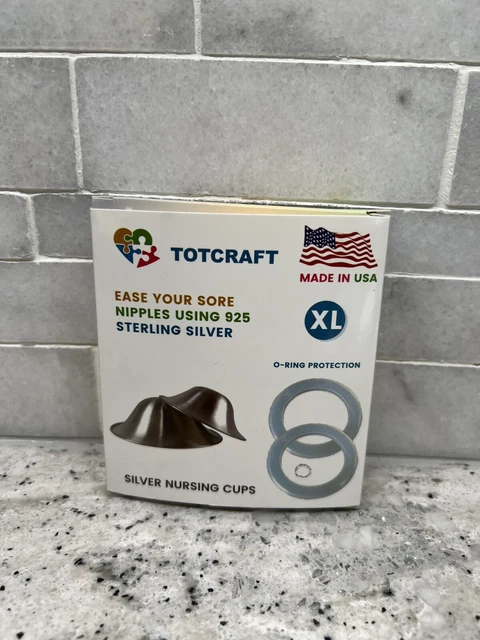 TOTCRAFT
MADE IN USA
EASE YOUR SORE
NIPPLES USING 925
STERLING SILVER
XL
O-RING PROTECTION
SILVER NURSING CUPS